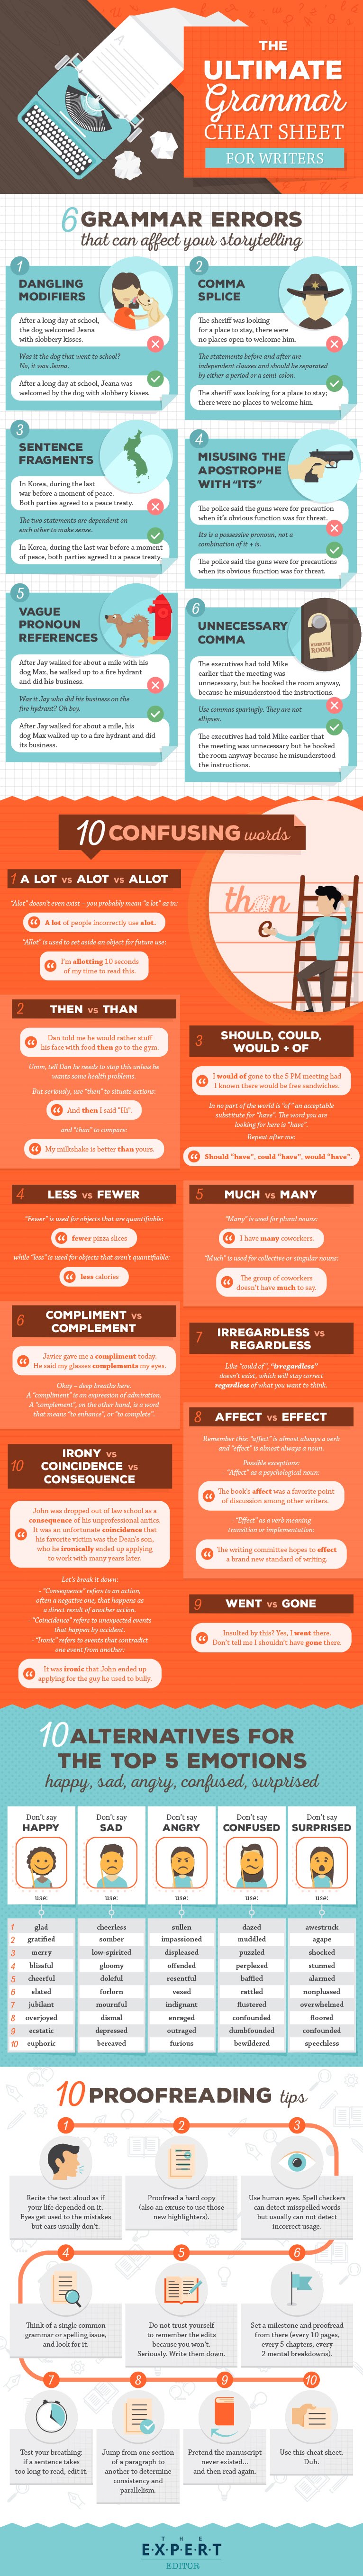 THE
ULTIMATE
Grammar
CHEAT SHEET
FOR WRITERS
6 GRAMMAR ERRORS
that can affect your storytelling
1
DANGLING
MODIFIERS
After a long day at school,
the dog welcomed Jeana
with slobbery kisses.
Was it the dog that went to school?
No, it was Jeana.
After a long day at school, Jeana was
welcomed by the dog with slobbery kisses.
2
COMMA
SPLICE
The sheriff was looking
for a place to stay, there were
no places open to welcome him.
The statements before and after are
independent clauses and should be separated
by either a period or a semi-colon.
The sheriff was looking for a place to stay;
there were no places to welcome him.
3
SENTENCE
FRAGMENTS
In Korea, during the last
war before a moment of peace.
Both parties agreed to a peace treaty.
The two statements are dependent on
each other to make sense.
In Korea, during the last war before a moment
of peace, both parties agreed to a peace treaty.
4
MISUSING THE
APOSTROPHE
WITH "ITS"
The police said the guns were for precaution
when it's obvious function was for threat.
Its is a possessive pronoun, not a
combination of it + is.
The police said the guns were for precautions
when its obvious function was for threat.
5
VAGUE
PRONOUN
REFERENCES
After Jay walked for about a mile with his
dog Max, he walked up to a fire hydrant
and did his business.
Was it Jay who did his business on the
fire hydrant? Oh boy.
After Jay walked for about a mile, his
dog Max walked up to a fire hydrant and did
its business.
6
UNNECESSARY
COMMA
ROOM
The executives had told Mike
earlier that the meeting was
unnecessary, but he booked the room anyway,
because he misunderstood the instructions.
Use commas sparingly. They are not
ellipses.
The executives had told Mike earlier that
the meeting was unnecessary but he booked
the room anyway because he misunderstood
the instructions.
10 CONFUSING words
1 A LOT vs ALOT vs ALLOT
"Alot" doesn't even exist – you probably mean "a lot" as in:
A lot of people incorrectly use alot.
"Allot" is used to set aside an object for future use:
I'm allotting 10 seconds
of my time to read this.
than
e
2 THEN vs THAN
Dan told me he would rather stuff
his face with food then go to the gym.
Umm, tell Dan he needs to stop this unless he
wants some health problems.
But seriously, use "then" to situate actions:
And then I said "Hi".
and "than" to compare:
My milkshake is better than yours.
3 SHOULD, COULD,
WOULD + OF
I would of gone to the 5 PM meeting had
I known there would be free sandwiches.
In no part of the world is "of" an acceptable
substitute for "have". The word you are
looking for here is "have".
Repeat after me:
Should "have", could "have", would "have".
4 LESS vs FEWER
"Fewer" is used for objects that are quantifiable:
fewer pizza slices
while "less" is used for objects that aren't quantifiable:
less calories
5 MUCH vs MANY
"Many" is used for plural nouns:
I have many coworkers.
"Much" is used for collective or singular nouns:
The group of coworkers
doesn't have much to say.
6 COMPLIMENT vs
COMPLEMENT
Javier gave me a compliment today.
He said my glasses complements my eyes.
Okay – deep breaths here.
A "compliment" is an expression of admiration.
A "complement", on the other hand, is a word
that means "to enhance", or "to complete".
7 IRREGARDLESS vs
REGARDLESS
Like "could of", "irregardless"
doesn't exist, which will stay correct
regardless of what you want to think.
8 AFFECT vs EFFECT
Remember this: "affect" is almost always a verb
and "effect" is almost always a noun.
Possible exceptions:
- "Affect" as a psychological noun:
The book's affect was a favorite point
of discussion among other writers.
- "Effect" as a verb meaning
transition or implementation:
The writing committee hopes to effect
a brand new standard of writing.
9 WENT vs GONE
Insulted by this? Yes, I went there.
Don't tell me I shouldn't have gone there.
10 IRONY vs
COINCIDENCE vs
CONSEQUENCE
John was dropped out of law school as a
consequence of his unprofessional antics.
It was an unfortunate coincidence that
his favorite victim was the Dean's son,
who he ironically ended up applying
to work with many years later.
Let's break it down:
- "Consequence" refers to an action,
often a negative one, that happens as
a direct result of another action.
- "Coincidence" refers to unexpected events
that happen by accident.
- "Ironic" refers to events that contradict
one event from another:
It was ironic that John ended up
applying for the guy he used to bully.
10 ALTERNATIVES FOR
THE TOP 5 EMOTIONS
happy, sad, angry, confused, surprised
Don't say HAPPY use:
Don't say SAD use:
Don't say ANGRY use:
Don't say CONFUSED use:
Don't say SURPRISED use:
1 glad cheerless sullen dazed awestruck
2 gratified somber impassioned muddled agape
3 merry low-spirited displeased puzzled shocked
4 blissful gloomy offended perplexed stunned
5 cheerful doleful resentful baffled alarmed
6 elated forlorn vexed rattled nonplussed
7 jubilant mournful indignant flustered overwhelmed
8 overjoyed dismal enraged confounded floored
9 ecstatic depressed outraged dumbfounded confounded
10 euphoric bereaved furious bewildered speechless
10 PROOFREADING tips
1
Recite the text aloud as if
your life depended on it.
Eyes get used to the mistakes
but ears usually don't.
2
Proofread a hard copy
(also an excuse to use those
new highlighters).
3
Use human eyes. Spell checkers
can detect misspelled words
but usually can not detect
incorrect usage.
4
Think of a single common
grammar or spelling issue,
and look for it.
5
Do not trust yourself
to remember the edits
because you won't.
Seriously. Write them down.
6
Set a milestone and proofread
from there (every 10 pages,
every 5 chapters, every
2 mental breakdowns).
7
Test your breathing:
if a sentence takes
too long to read, edit it.
8
Jump from one section
of a paragraph to
another to determine
consistency and
parallelism.
9
Pretend the manuscript
never existed...
and then read again.
10
Use this cheat sheet.
Duh.
THE
E·X·P·E·R·T
EDITOR